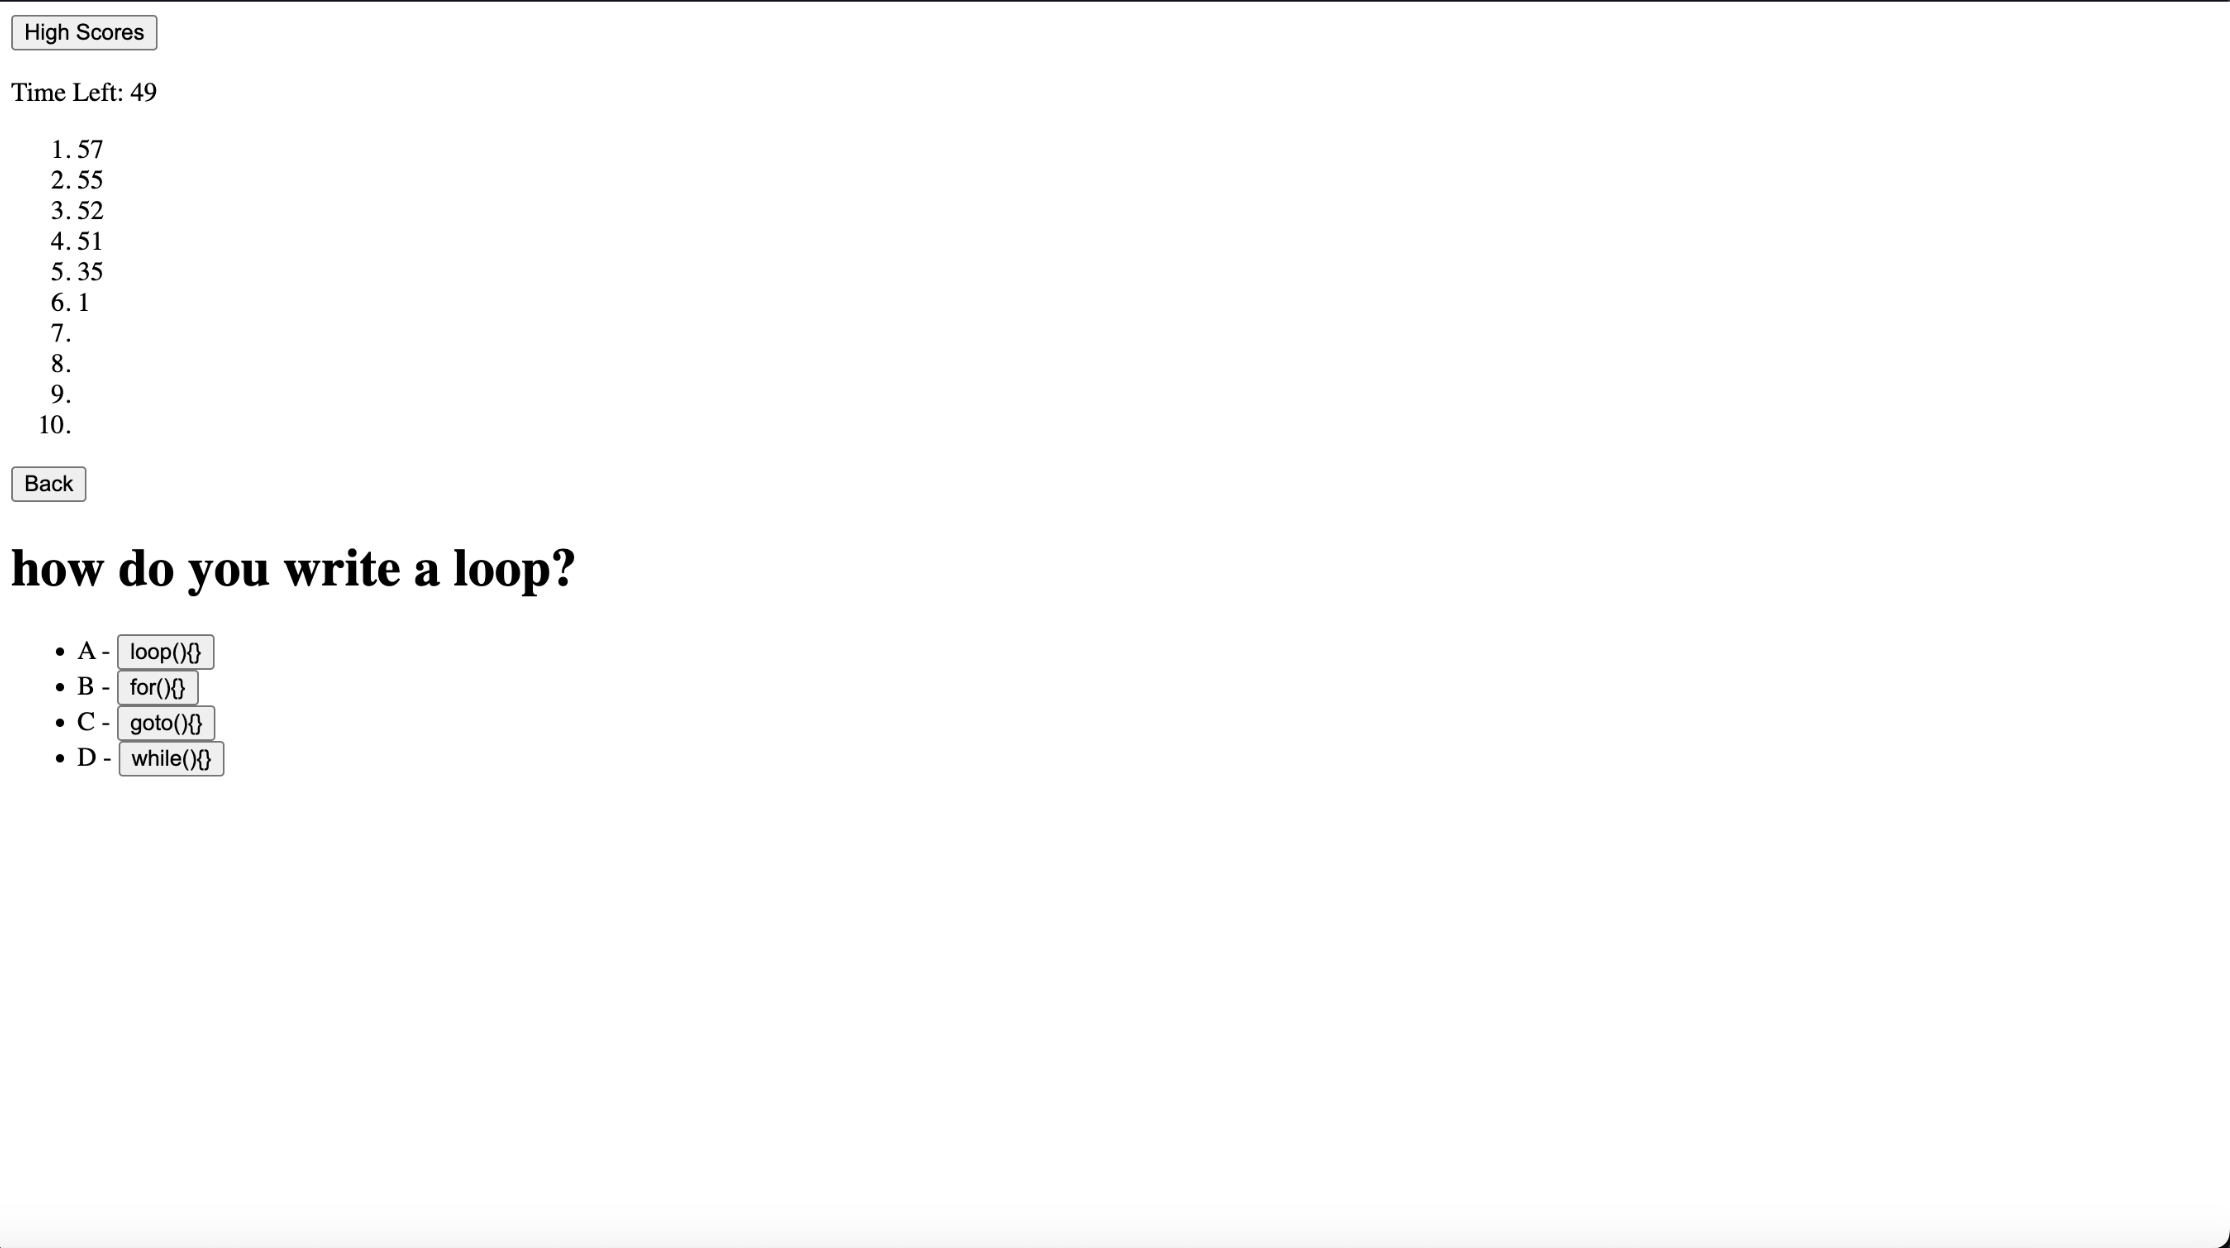 High Scores
Time Left: 49
1. 57
2. 55
3. 52
4. 51
5. 35
6. 1
7.
8.
9.
10.
Back
how do you write a loop?
• A - loop(){}
• B - for(){}
• C - goto(){}
• D - while(){}